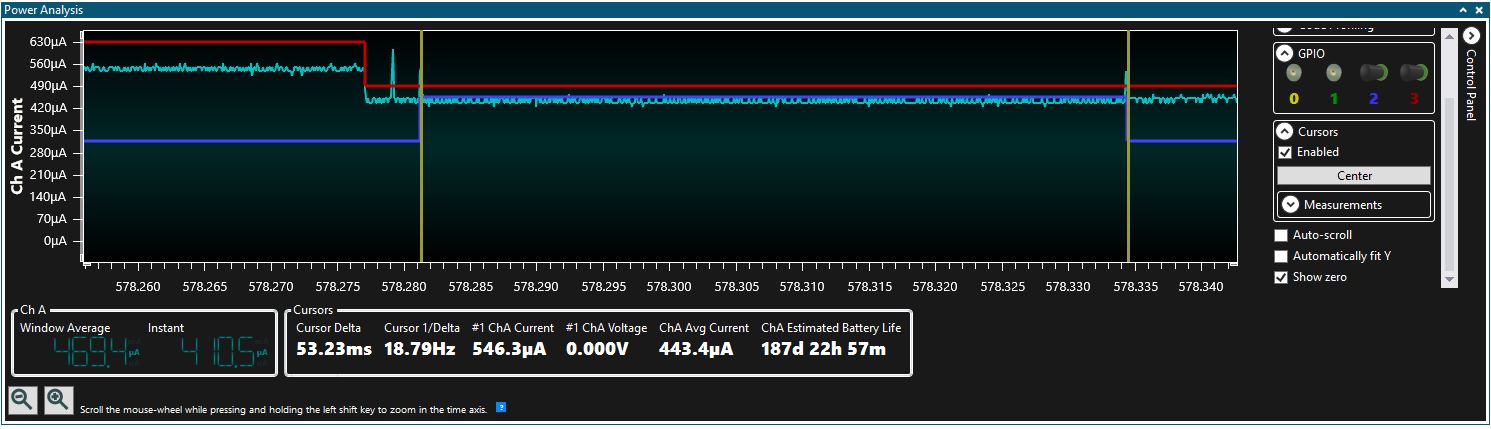 Power Analysis
630µA
560µA
490µA
420µA
350µA
280µA
210µA
140µA
70µA
0µA
Ch A Current
578.260 578.265 578.270 578.275 578.280 578.285 578.290 578.295 578.300 578.305 578.310 578.315 578.320 578.325 578.330 578.335 578.340
GPIO
0 1 2 3
Cursors
Enabled
Center
Measurements
Auto-scroll
Automatically fit Y
Show zero
Control Panel
Ch A
Window Average Instant
469.4 µA 410.5 µA
Cursors
Cursor Delta Cursor 1/Delta #1 ChA Current #1 ChA Voltage ChA Avg Current ChA Estimated Battery Life
53.23ms 18.79Hz 546.3µA 0.000V 443.4µA 187d 22h 57m
Scroll the mouse-wheel while pressing and holding the left shift key to zoom in the time axis. ?